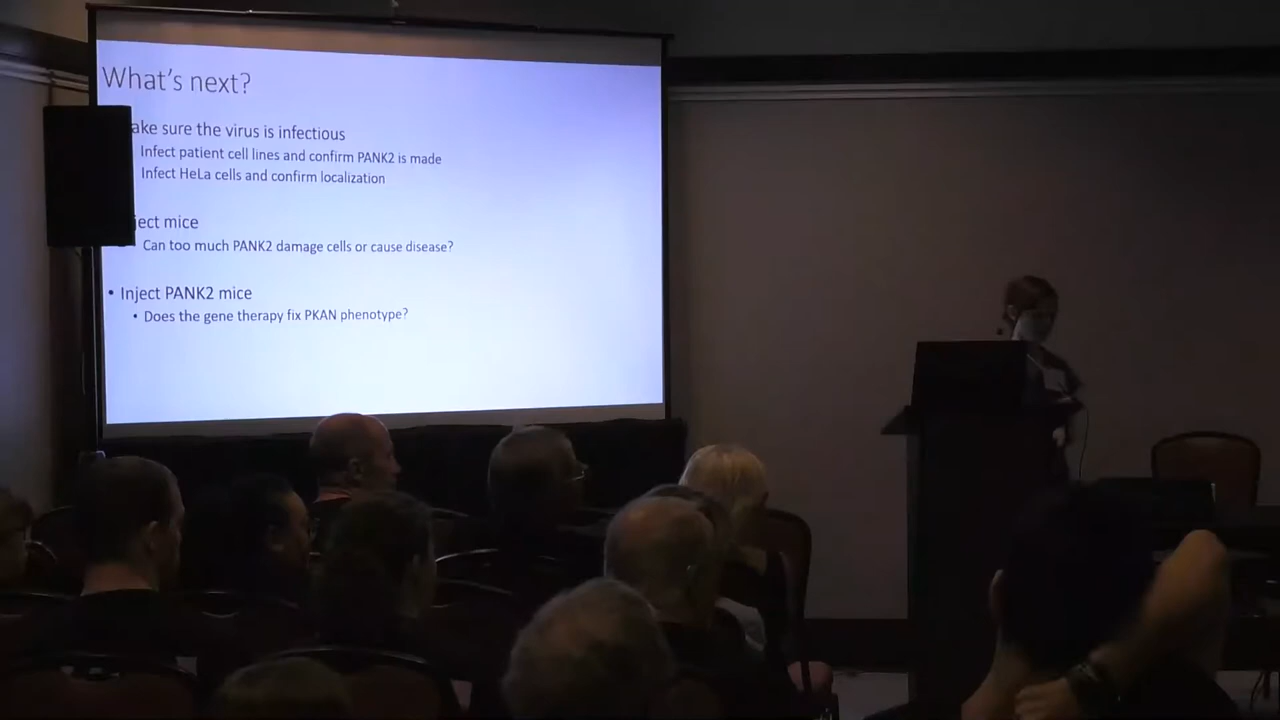 What's next?
ake sure the virus is infectious
Infect patient cell lines and confirm PANK2 is made
Infect HeLa cells and confirm localization
ject mice
Can too much PANK2 damage cells or cause disease?
• Inject PANK2 mice
• Does the gene therapy fix PKAN phenotype?